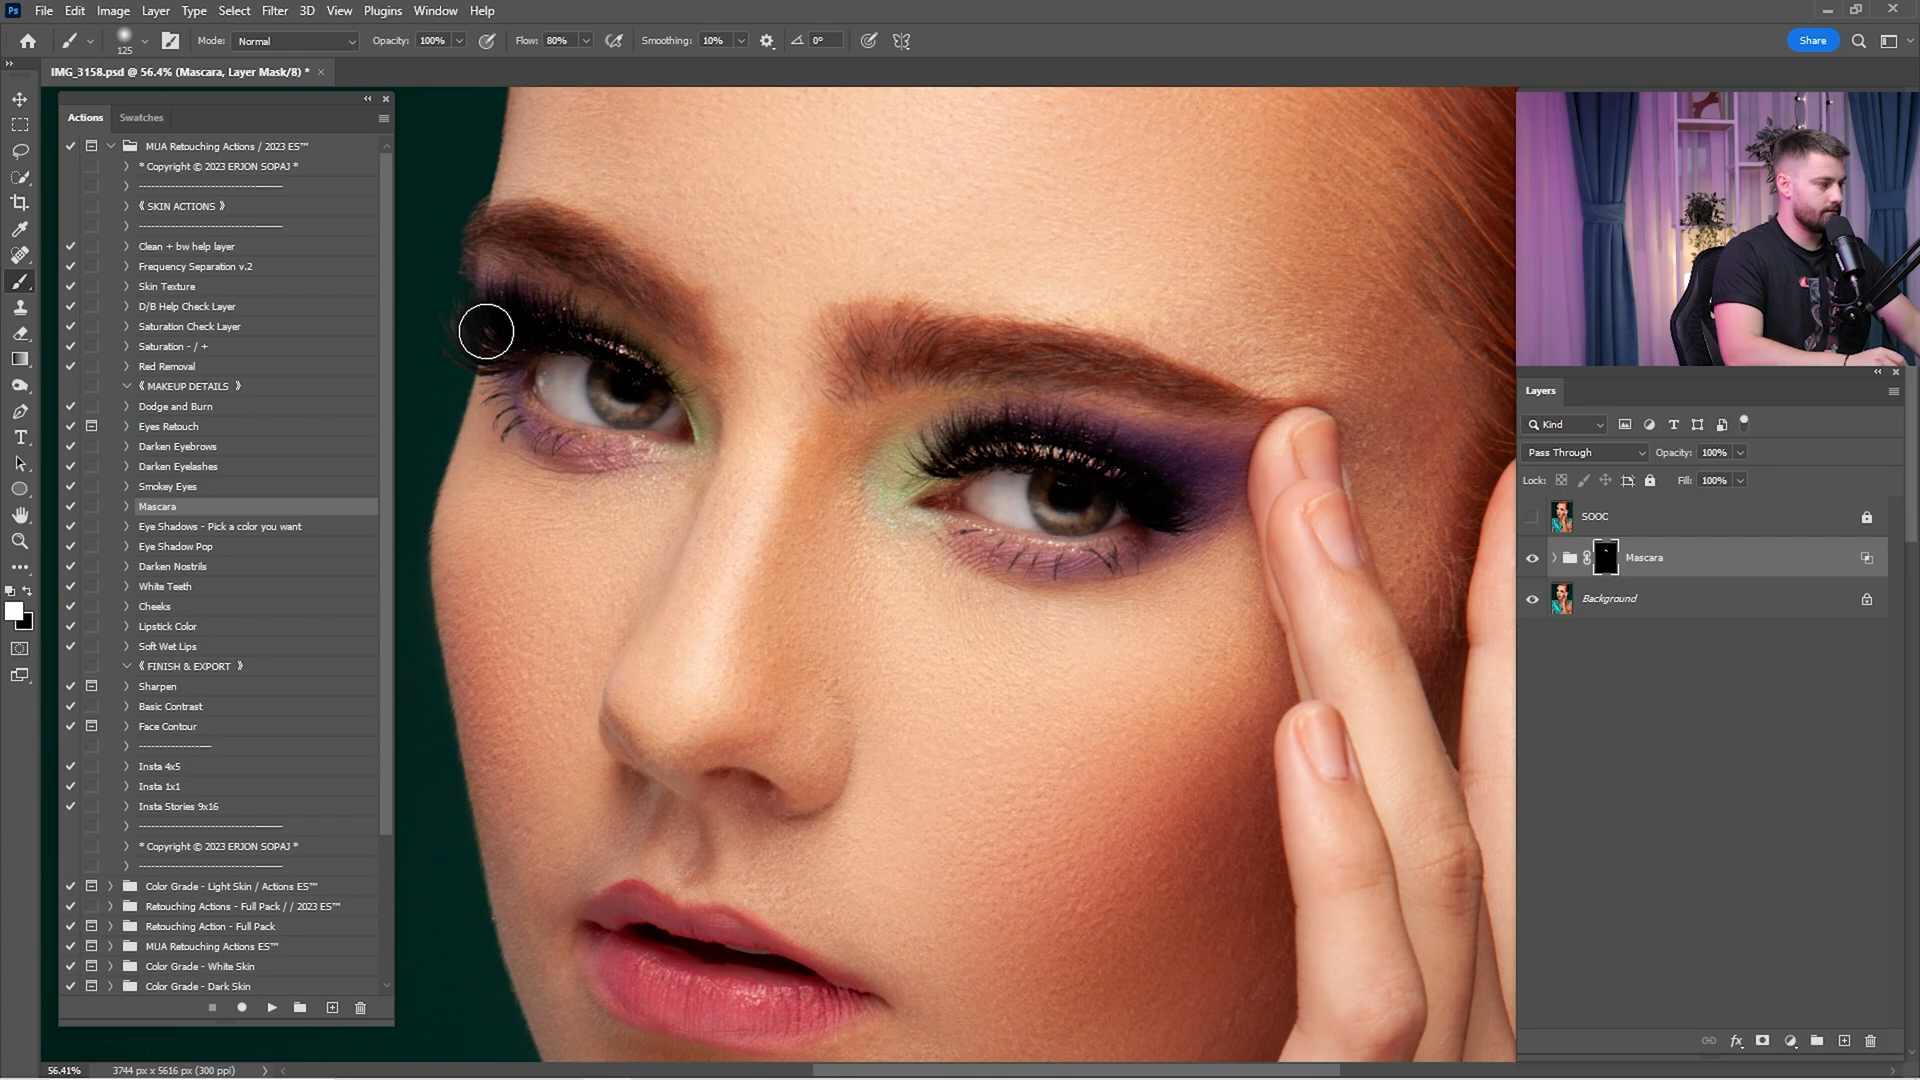 Ps File Edit Image Layer Type Select Filter 3D View Plugins Window Help
125 Mode: Normal Opacity: 100% Flow: 80% Smoothing: 10% 0° Share
IMG_3158.psd @ 56.4% (Mascara, Layer Mask/8) * ×
Actions Swatches
MUA Retouching Actions / 2023 ES™
* Copyright © 2023 ERJON SOPAJ *
--------------------------------
《 SKIN ACTIONS 》
--------------------------------
Clean + bw help layer
Frequency Separation v.2
Skin Texture
D/B Help Check Layer
Saturation Check Layer
Saturation - / +
Red Removal
《 MAKEUP DETAILS 》
Dodge and Burn
Eyes Retouch
Darken Eyebrows
Darken Eyelashes
Smokey Eyes
Mascara
Eye Shadows - Pick a color you want
Eye Shadow Pop
Darken Nostrils
White Teeth
Cheeks
Lipstick Color
Soft Wet Lips
《 FINISH & EXPORT 》
Sharpen
Basic Contrast
Face Contour
----------------
Insta 4x5
Insta 1x1
Insta Stories 9x16
--------------------------------
* Copyright © 2023 ERJON SOPAJ *
--------------------------------
Color Grade - Light Skin / Actions ES™
Retouching Actions - Full Pack / / 2023 ES™
Retouching Action - Full Pack
MUA Retouching Actions ES™
Color Grade - White Skin
Color Grade - Dark Skin
Layers
Kind
Pass Through Opacity: 100%
Lock: Fill: 100%
SOOC
Mascara
Background
56.41% 3744 px x 5616 px (300 ppi)